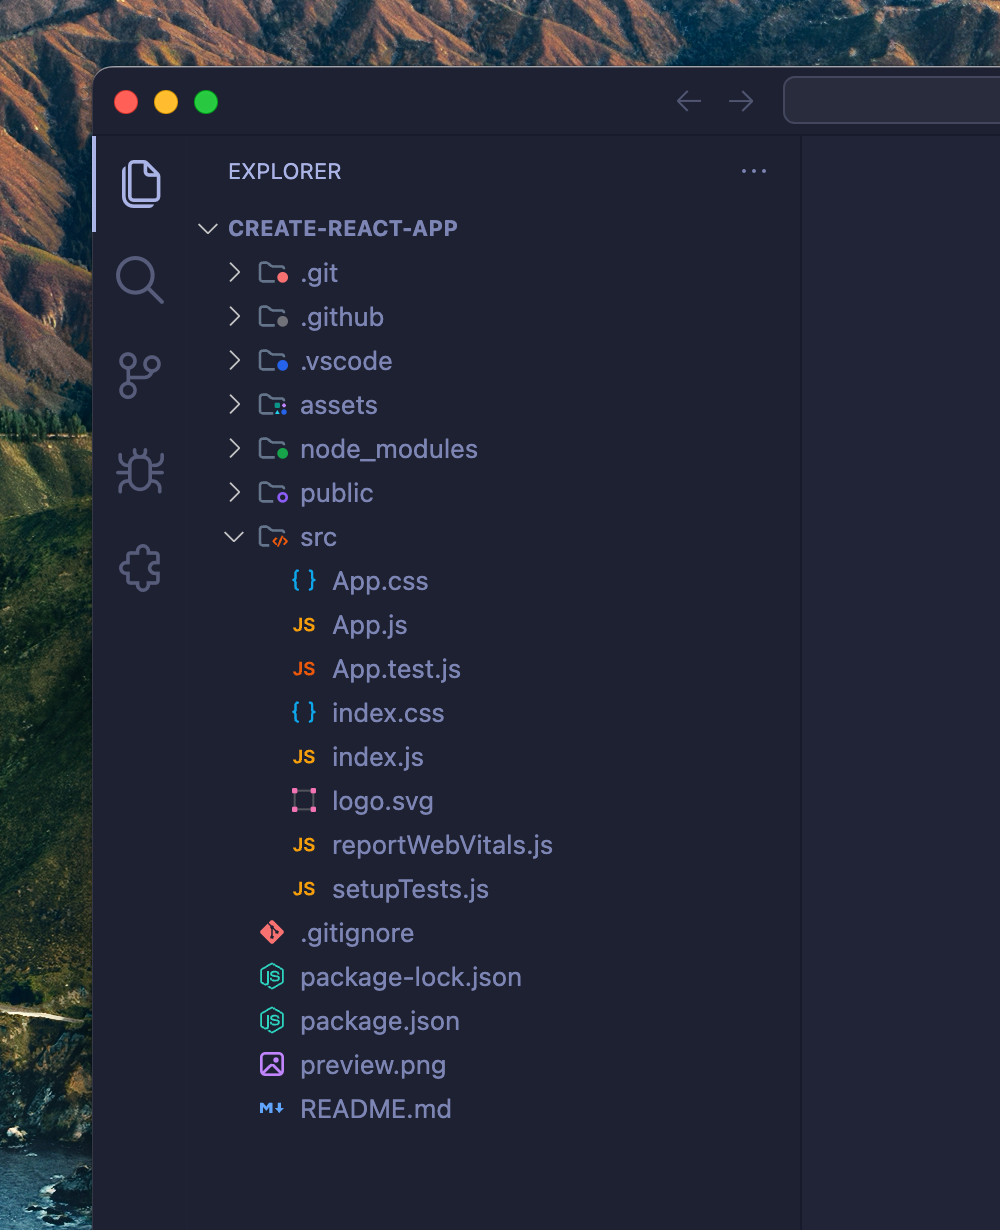 EXPLORER
CREATE-REACT-APP
.git
.github
.vscode
assets
node_modules
public
src
{ } App.css
JS App.js
JS App.test.js
{ } index.css
JS index.js
logo.svg
JS reportWebVitals.js
JS setupTests.js
.gitignore
JS package-lock.json
JS package.json
preview.png
M↓ README.md